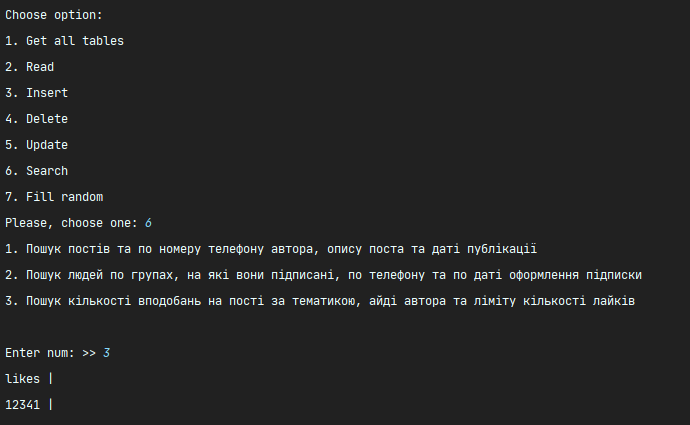 Choose option:
1. Get all tables
2. Read
3. Insert
4. Delete
5. Update
6. Search
7. Fill random
Please, choose one: 6
1. Пошук постів та по номеру телефону автора, опису поста та даті публікації
2. Пошук людей по групах, на які вони підписані, по телефону та по даті оформлення підписки
3. Пошук кількості вподобань на пості за тематикою, айді автора та ліміту кількості лайків
Enter num: >> 3
likes |
12341 |